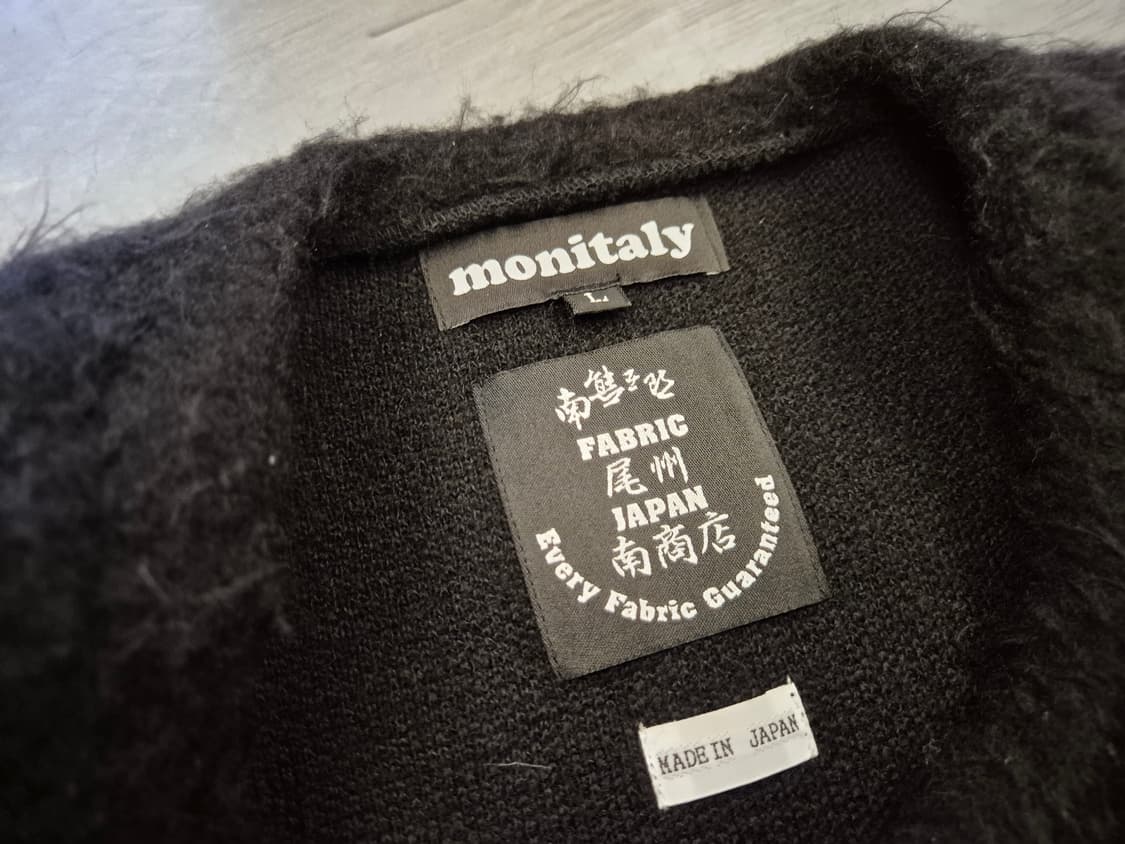 monitaly
L
FABRIC
尾州
JAPAN
南商店
Every Fabric Guaranteed
MADE IN JAPAN